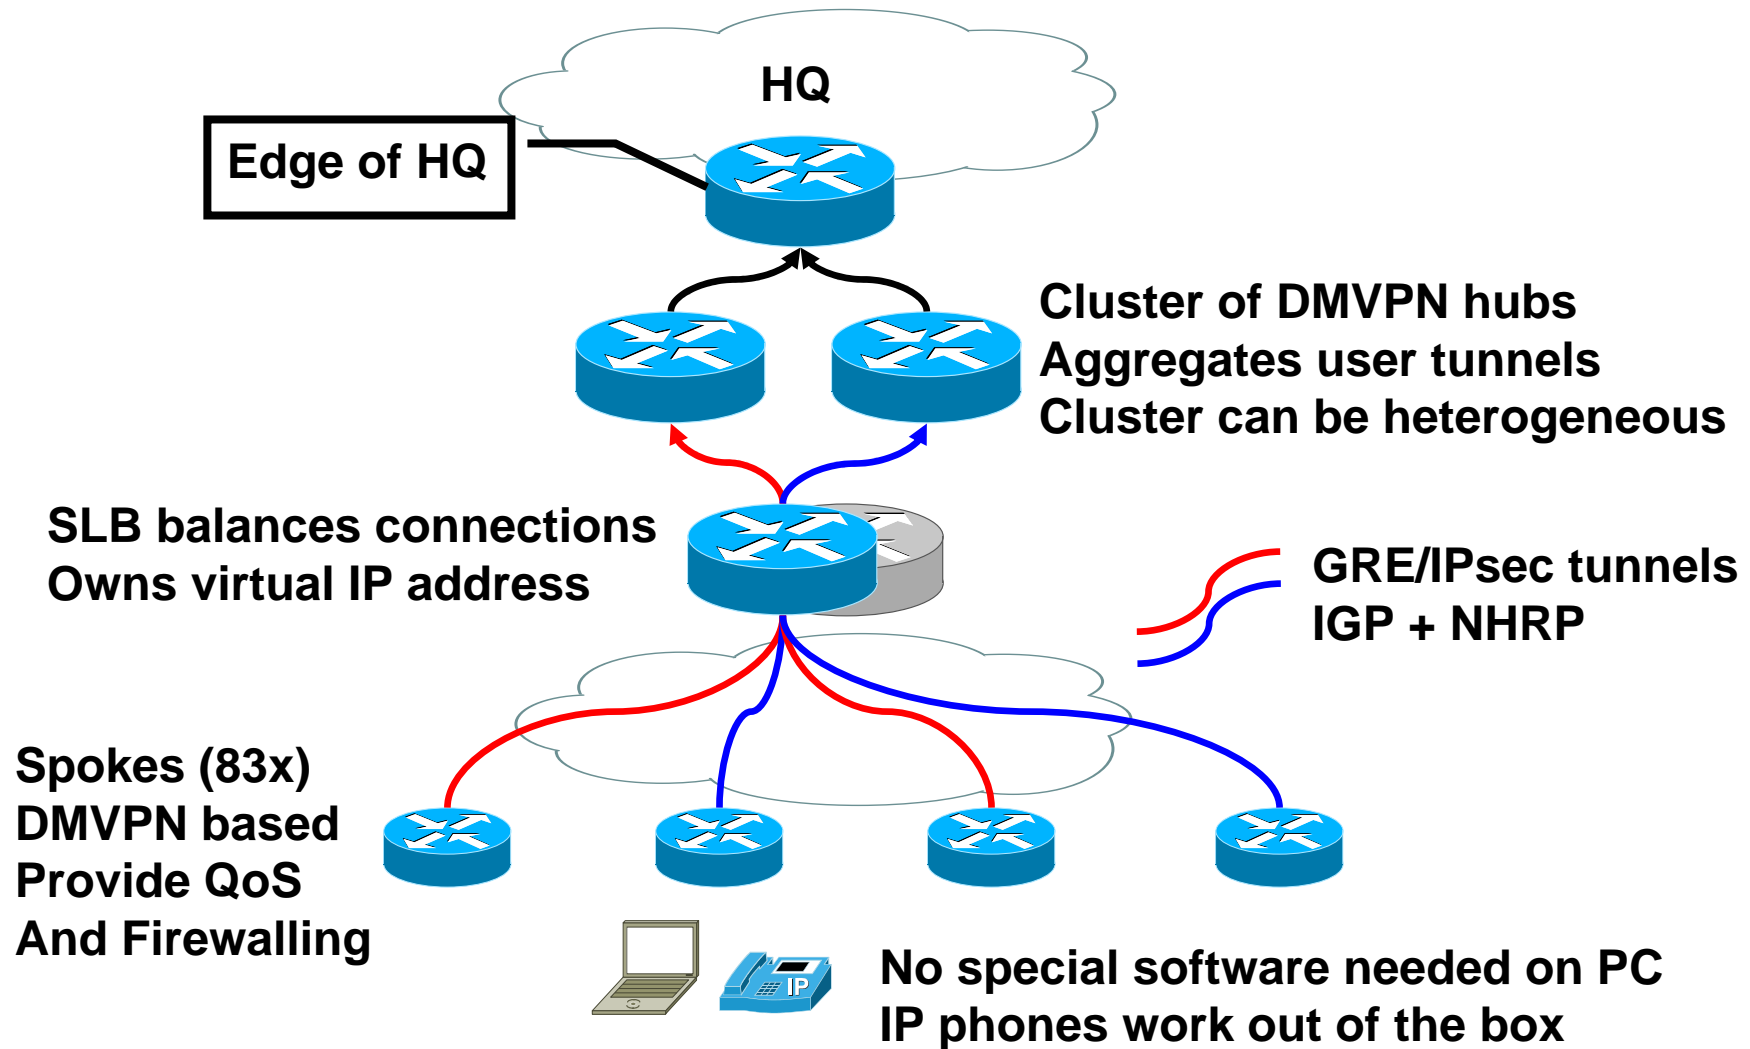 HQ
Edge of HQ
Cluster of DMVPN hubs
Aggregates user tunnels
Cluster can be heterogeneous
SLB balances connections
Owns virtual IP address
GRE/IPsec tunnels
IGP + NHRP
Spokes (83x)
DMVPN based
Provide QoS
And Firewalling
IP
No special software needed on PC
IP phones work out of the box